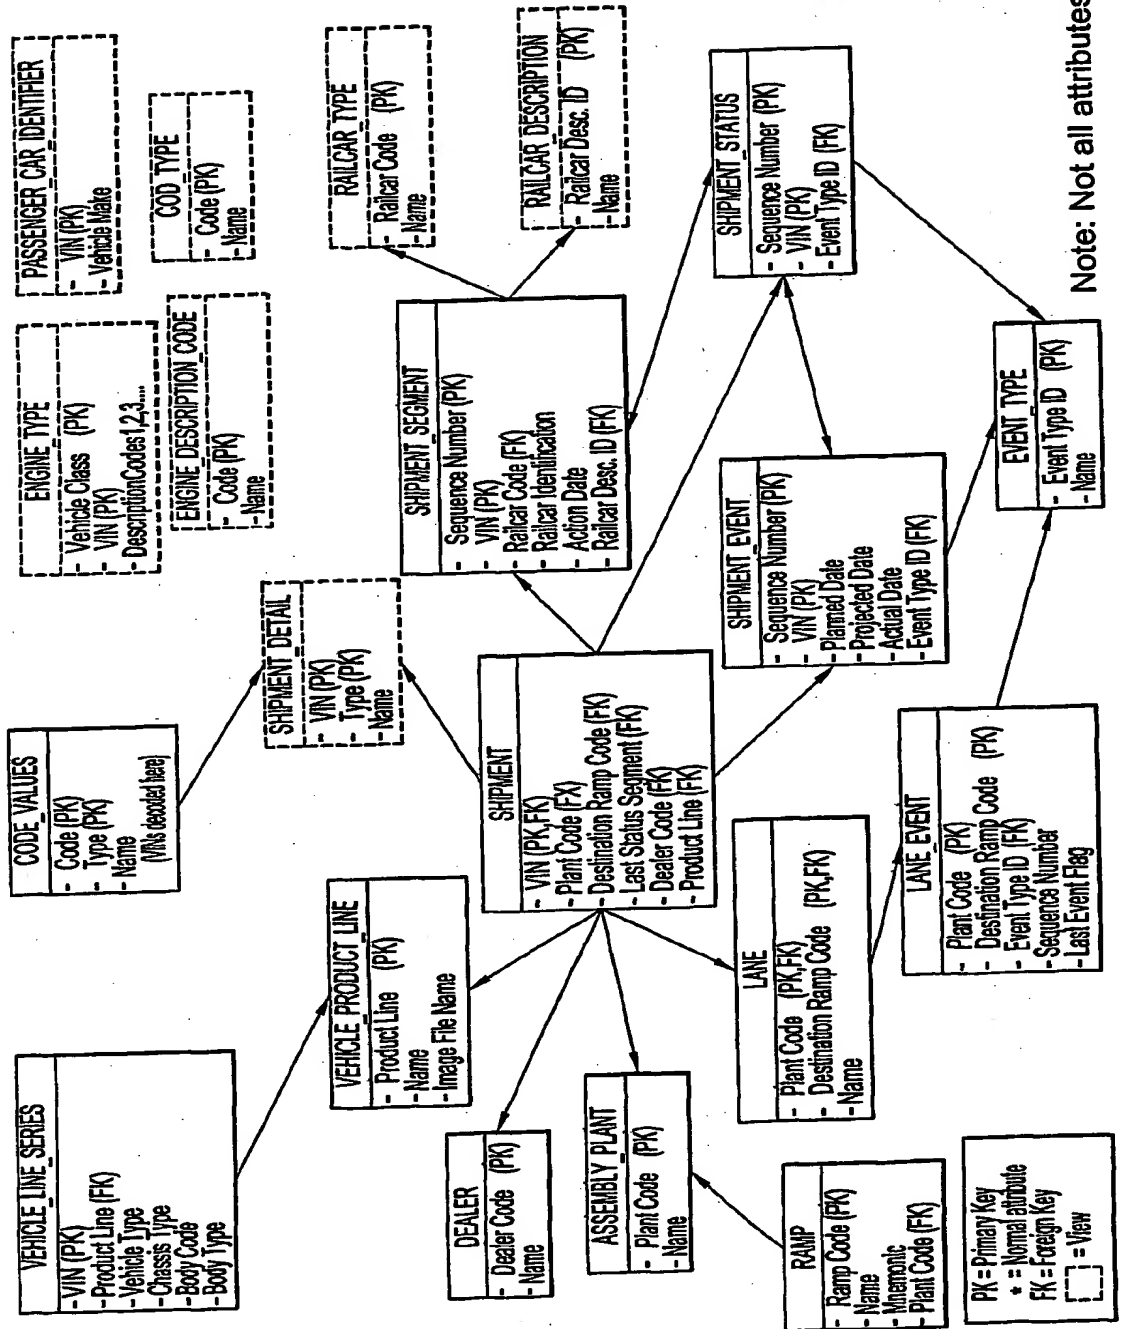 VEHICLE LINE SERIES
- VIN (PK)
- Product Line (FK)
- Vehicle Type
- Chassis Type
- Body Code
- Body Type
CODE VALUES
- Code (PK)
- Type (PK)
- Name
(VINs decoded here)
ENGINE TYPE
- Vehicle Class (PK)
- VIN (PK)
- DescriptionCodes 1,2,3....
PASSENGER CAR IDENTIFIER
- VIN (PK)
- Vehicle Make
ENGINE DESCRIPTION CODE
- Code (PK)
- Name
COD TYPE
- Code (PK)
- Name
SHIPMENT DETAIL
- VIN (PK)
- Type (PK)
- Name
VEHICLE PRODUCT LINE
- Product Line (PK)
- Name
- Image File Name
RAILCAR TYPE
- Railcar Code (PK)
- Name
SHIPMENT SEGMENT
- Sequence Number (PK)
- VIN (PK)
- Railcar Code (FK)
- Railcar Identification
- Action Date
- Railcar Desc. ID (FK)
RAILCAR DESCRIPTION
- Railcar Desc. ID (PK)
- Name
DEALER
- Dealer Code (PK)
- Name
SHIPMENT
- VIN (PK,FK)
- Plant Code (FX)
- Destination Ramp Code (FK)
- Last Status Segment (FK)
- Dealer Code (FK)
- Product Line (FK)
ASSEMBLY PLANT
- Plant Code (PK)
- Name
SHIPMENT STATUS
- Sequence Number (PK)
- VIN (PK)
- Event Type ID (FK)
SHIPMENT EVENT
- Sequence Number (PK)
- VIN (PK)
- Planned Date
- Projected Date
- Actual Date
- Event Type ID (FK)
LANE
- Plant Code (PK,FK)
- Destination Ramp Code (PK,FK)
- Name
RAMP
- Ramp Code (PK)
- Name
- Mnemonic
- Plant Code (FK)
LANE EVENT
- Plant Code (PK)
- Destination Ramp Code (PK)
- Event Type ID (FK)
- Sequence Number
- Last Event Flag
EVENT TYPE
- Event Type ID (PK)
- Name
PK = Primary Key
* = Normal attribute
FK = Foreign Key
= View
Note: Not all attributes